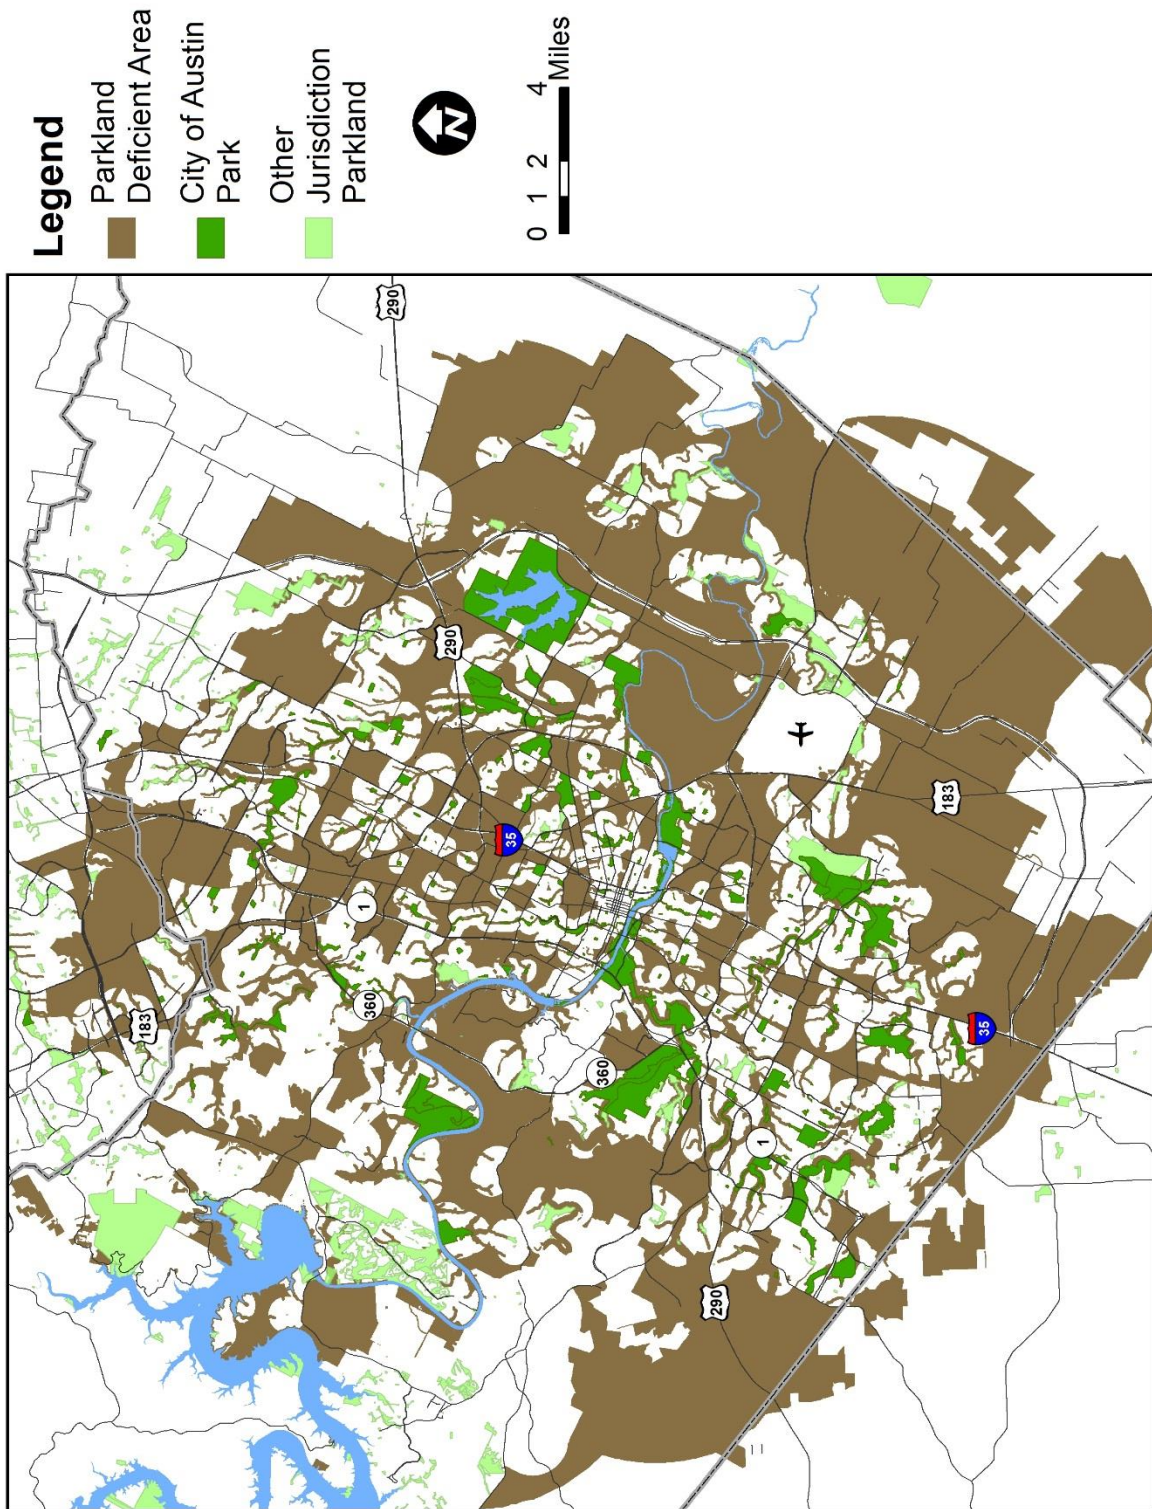 Legend
Parkland
Deficient Area
City of Austin
Park
Other
Jurisdiction
Parkland
N
0 1 2 4
Miles
290
290
183
1
35
360
360
183
1
35
290